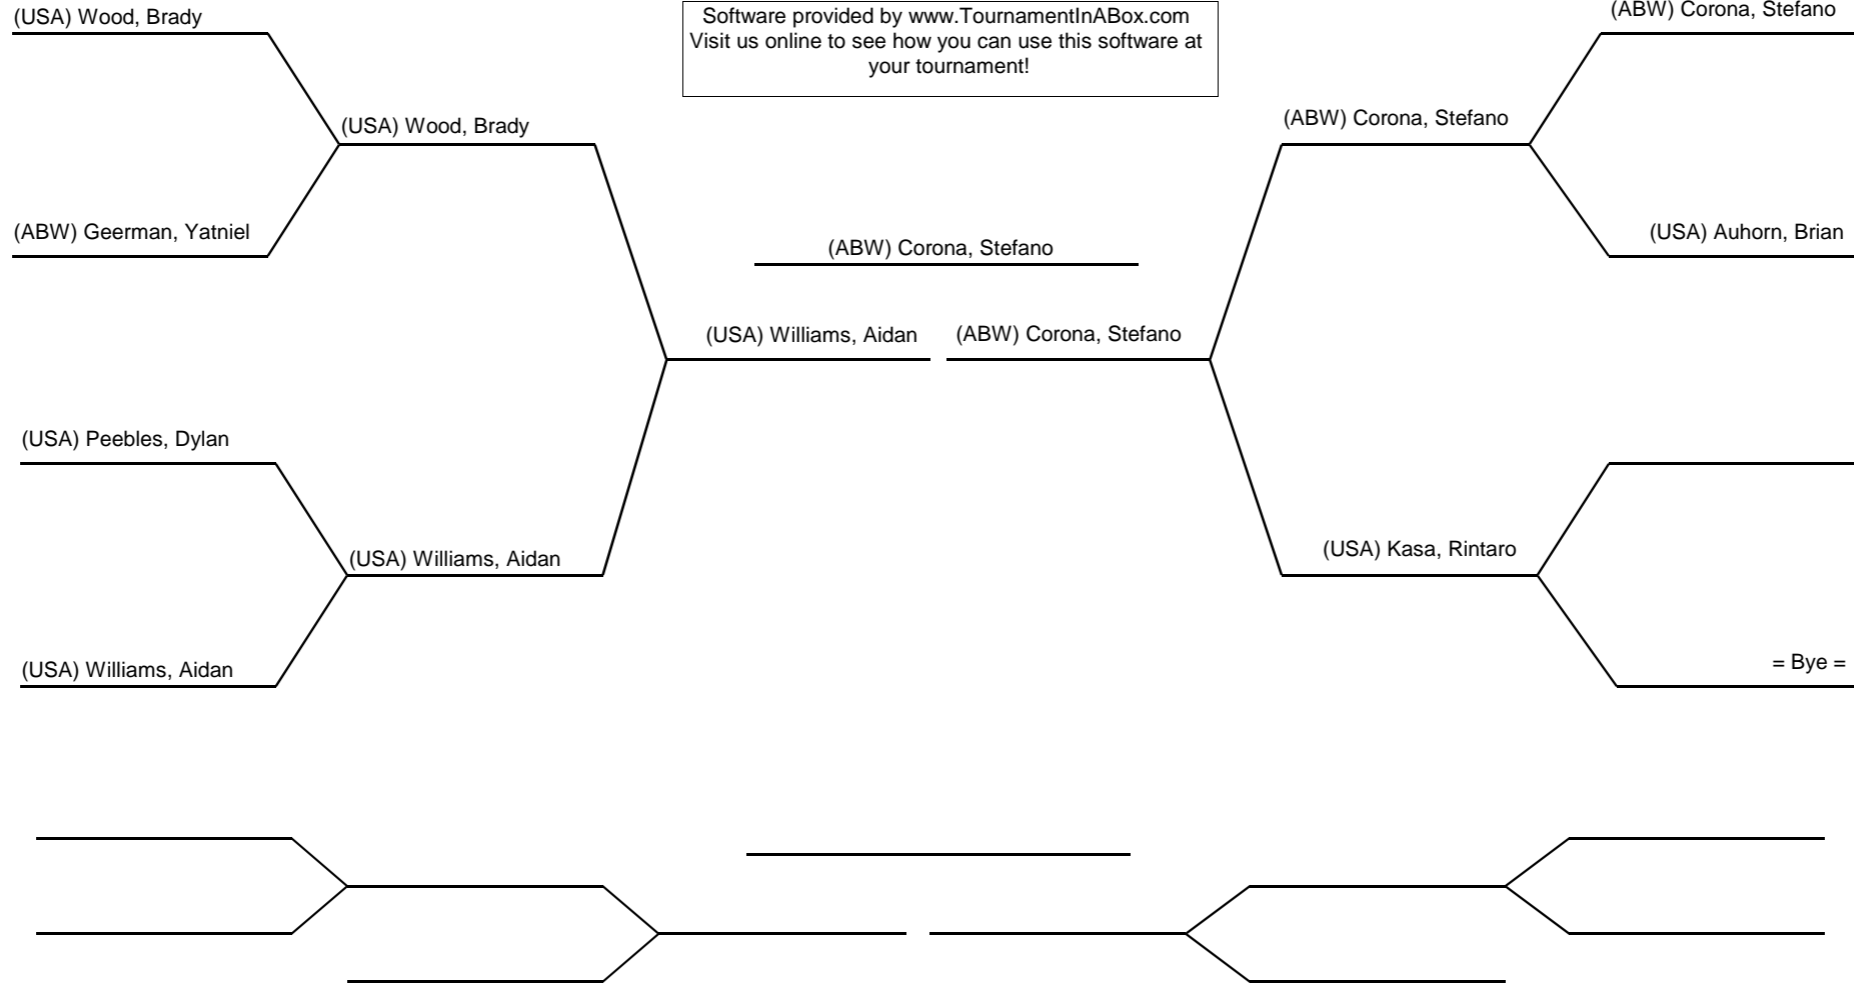 (USA) Wood, Brady
Software provided by www.TournamentInABox.com
Visit us online to see how you can use this software at
your tournament!
(ABW) Corona, Stefano
(USA) Wood, Brady
(ABW) Corona, Stefano
(ABW) Geerman, Yatniel
(ABW) Corona, Stefano
(USA) Auhorn, Brian
(USA) Williams, Aidan
(ABW) Corona, Stefano
(USA) Peebles, Dylan
(USA) Williams, Aidan
(USA) Kasa, Rintaro
(USA) Williams, Aidan
= Bye =